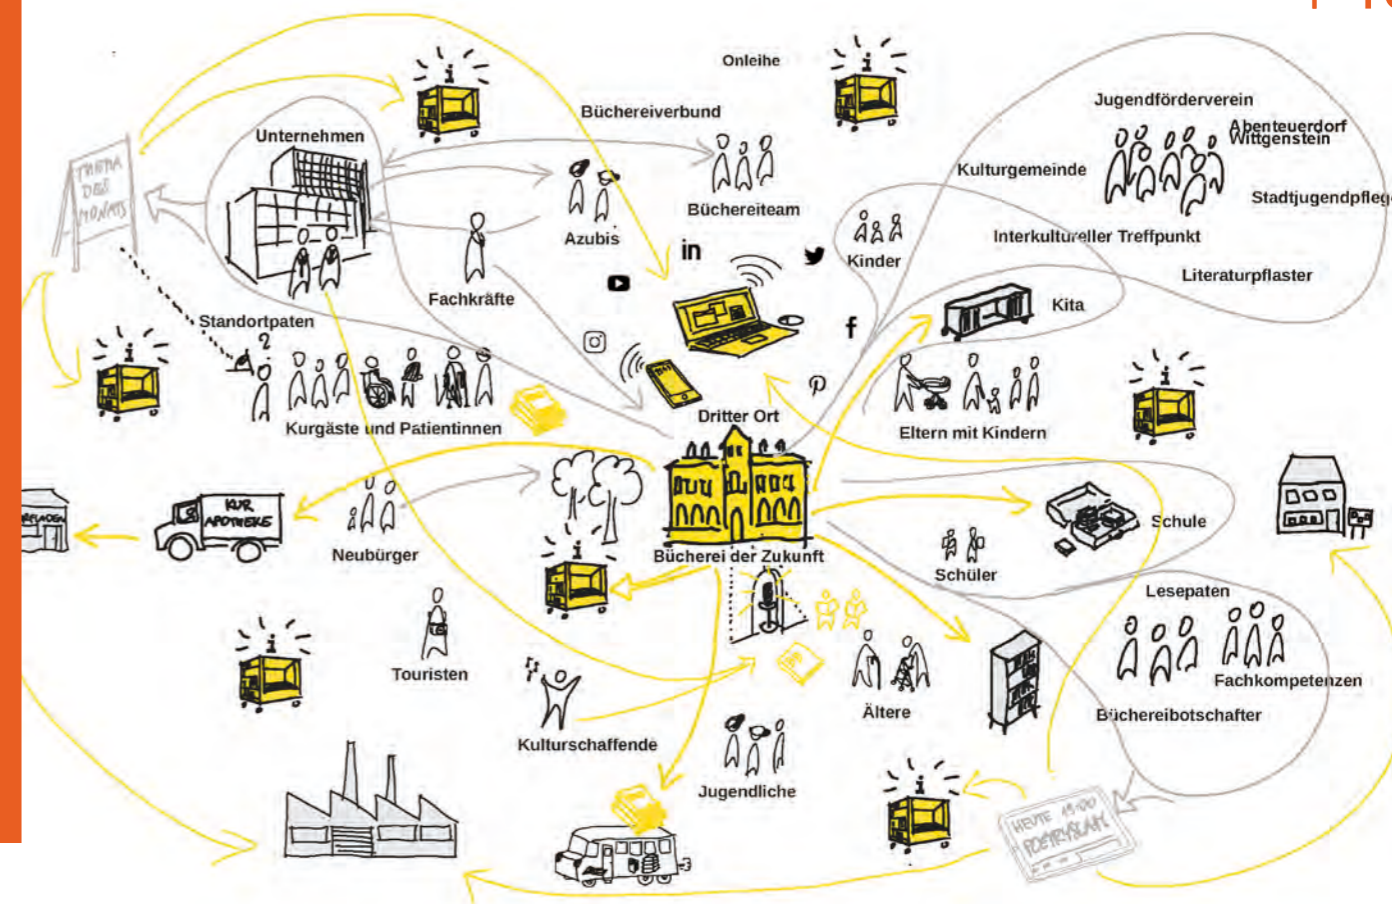 i
Onleihe
i
Jugendförderverein
Büchereiverbund
Abenteuerdorf
Wittgenstein
Unternehmen
THEMA
DES
MONATS
Kulturgemeinde
Stadtjugendpfleg
Büchereiteam
Azubis
Interkultureller Treffpunkt
in
Kinder
Literaturpflaster
Fachkräfte
Kita
Standortpaten
f
i
?
i
Dritter Ort
Kurgäste und Patientinnen
Eltern mit Kindern
KUR
APOTHEKE
Schule
Neubürger
i
Bücherei der Zukunft
Schüler
Lesepaten
i
Touristen
Fachkompetenzen
Ältere
Büchereibotschafter
Kulturschaffende
Jugendliche
i
HEUTE 19:00
POETRYSLAM